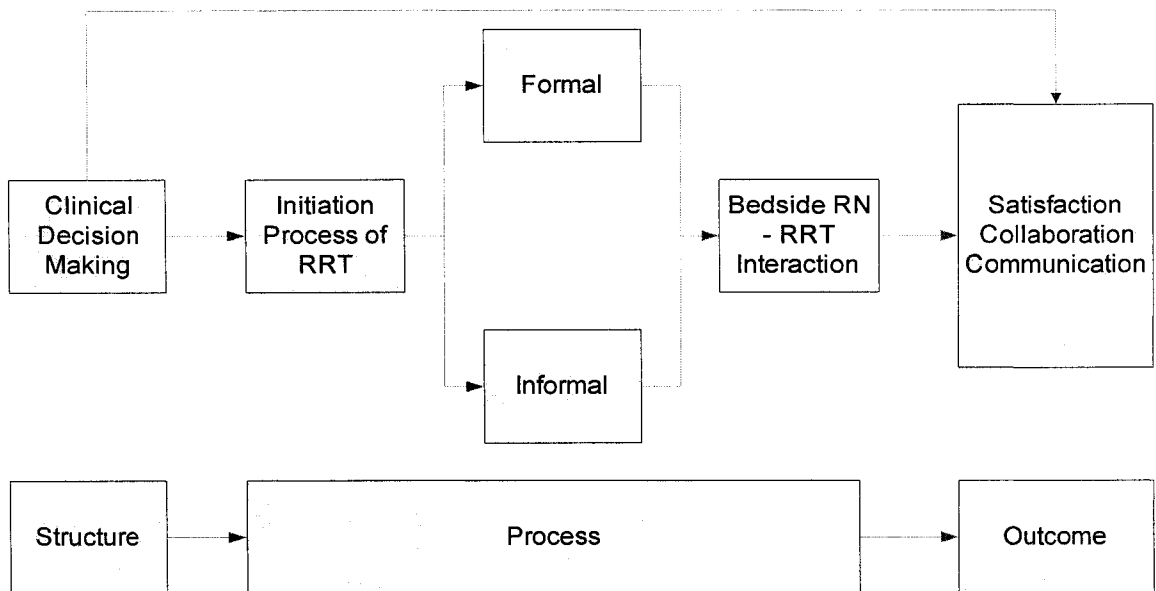 Formal
Clinical
Decision
Making
Initiation
Process of
RRT
Bedside RN
- RRT
Interaction
Satisfaction
Collaboration
Communication
Informal
Structure
Process
Outcome